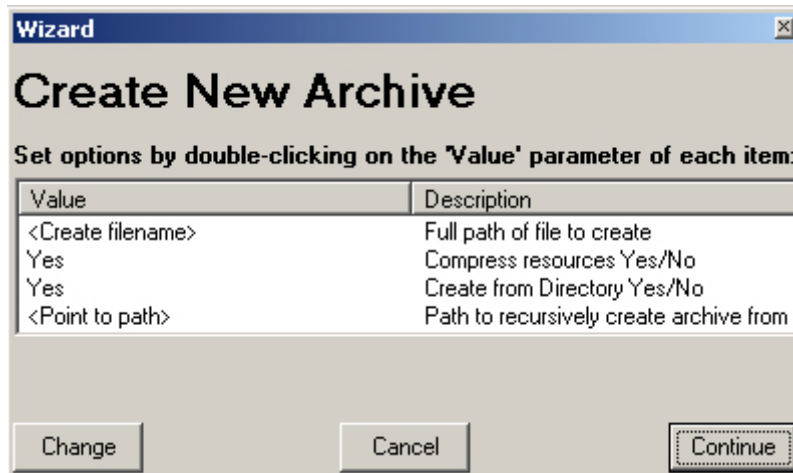 Wizard
Create New Archive
Set options by double-clicking on the 'Value' parameter of each item:
Value Description
<Create filename> Full path of file to create
Yes Compress resources Yes/No
Yes Create from Directory Yes/No
<Point to path> Path to recursively create archive from
Change Cancel Continue